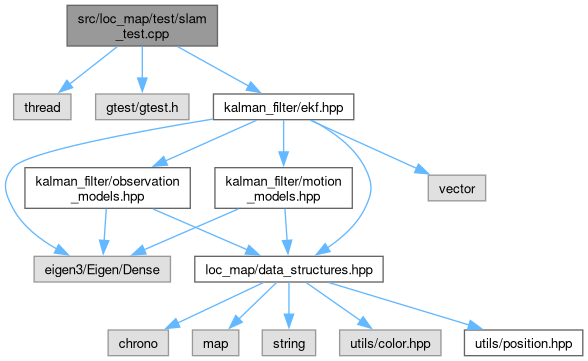 src/loc_map/test/slam
_test.cpp
thread
gtest/gtest.h
kalman_filter/ekf.hpp
kalman_filter/observation
_models.hpp
kalman_filter/motion
_models.hpp
vector
eigen3/Eigen/Dense
loc_map/data_structures.hpp
chrono
map
string
utils/color.hpp
utils/position.hpp